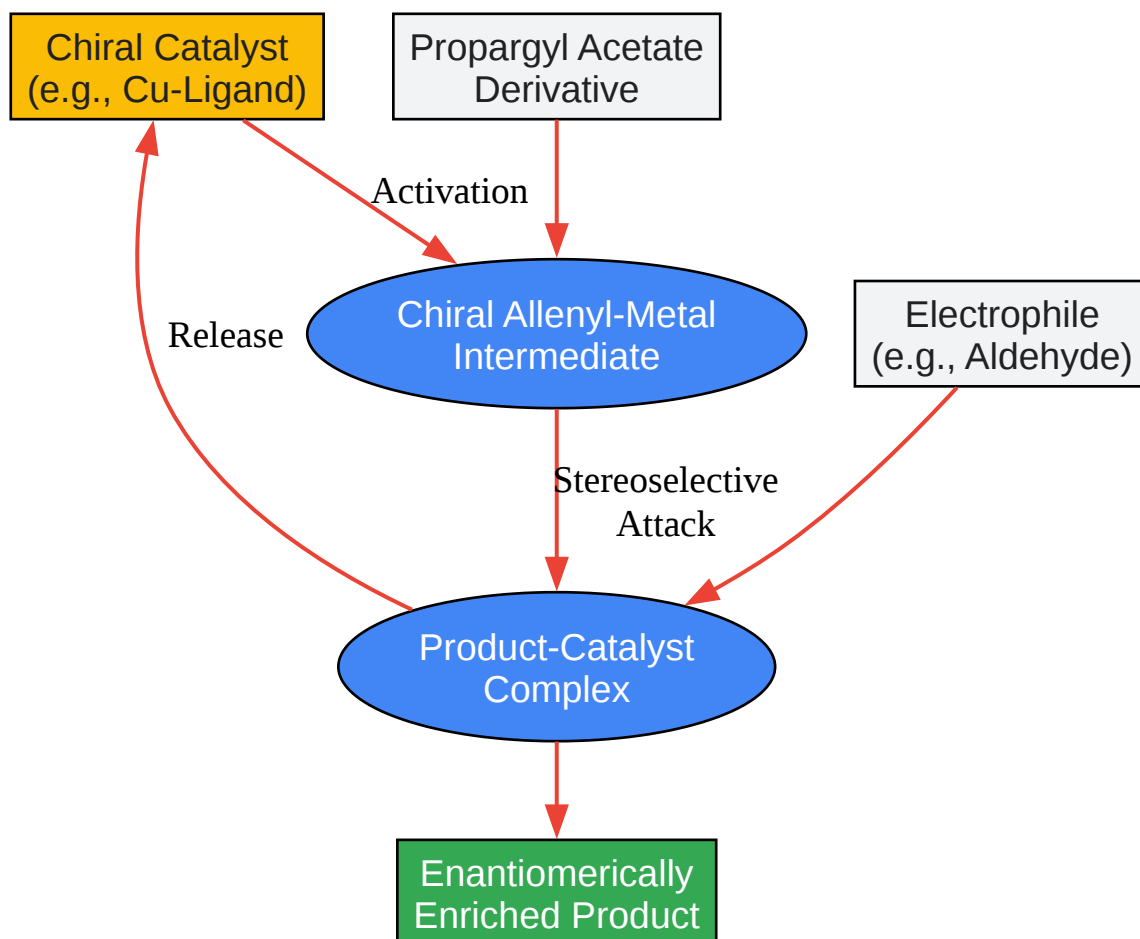 Chiral Catalyst
(e.g., Cu-Ligand)
Propargyl Acetate
Derivative
Activation
Chiral Allenyl-Metal
Intermediate
Electrophile
(e.g., Aldehyde)
Release
Stereoselective
Attack
Product-Catalyst
Complex
Enantiomerically
Enriched Product